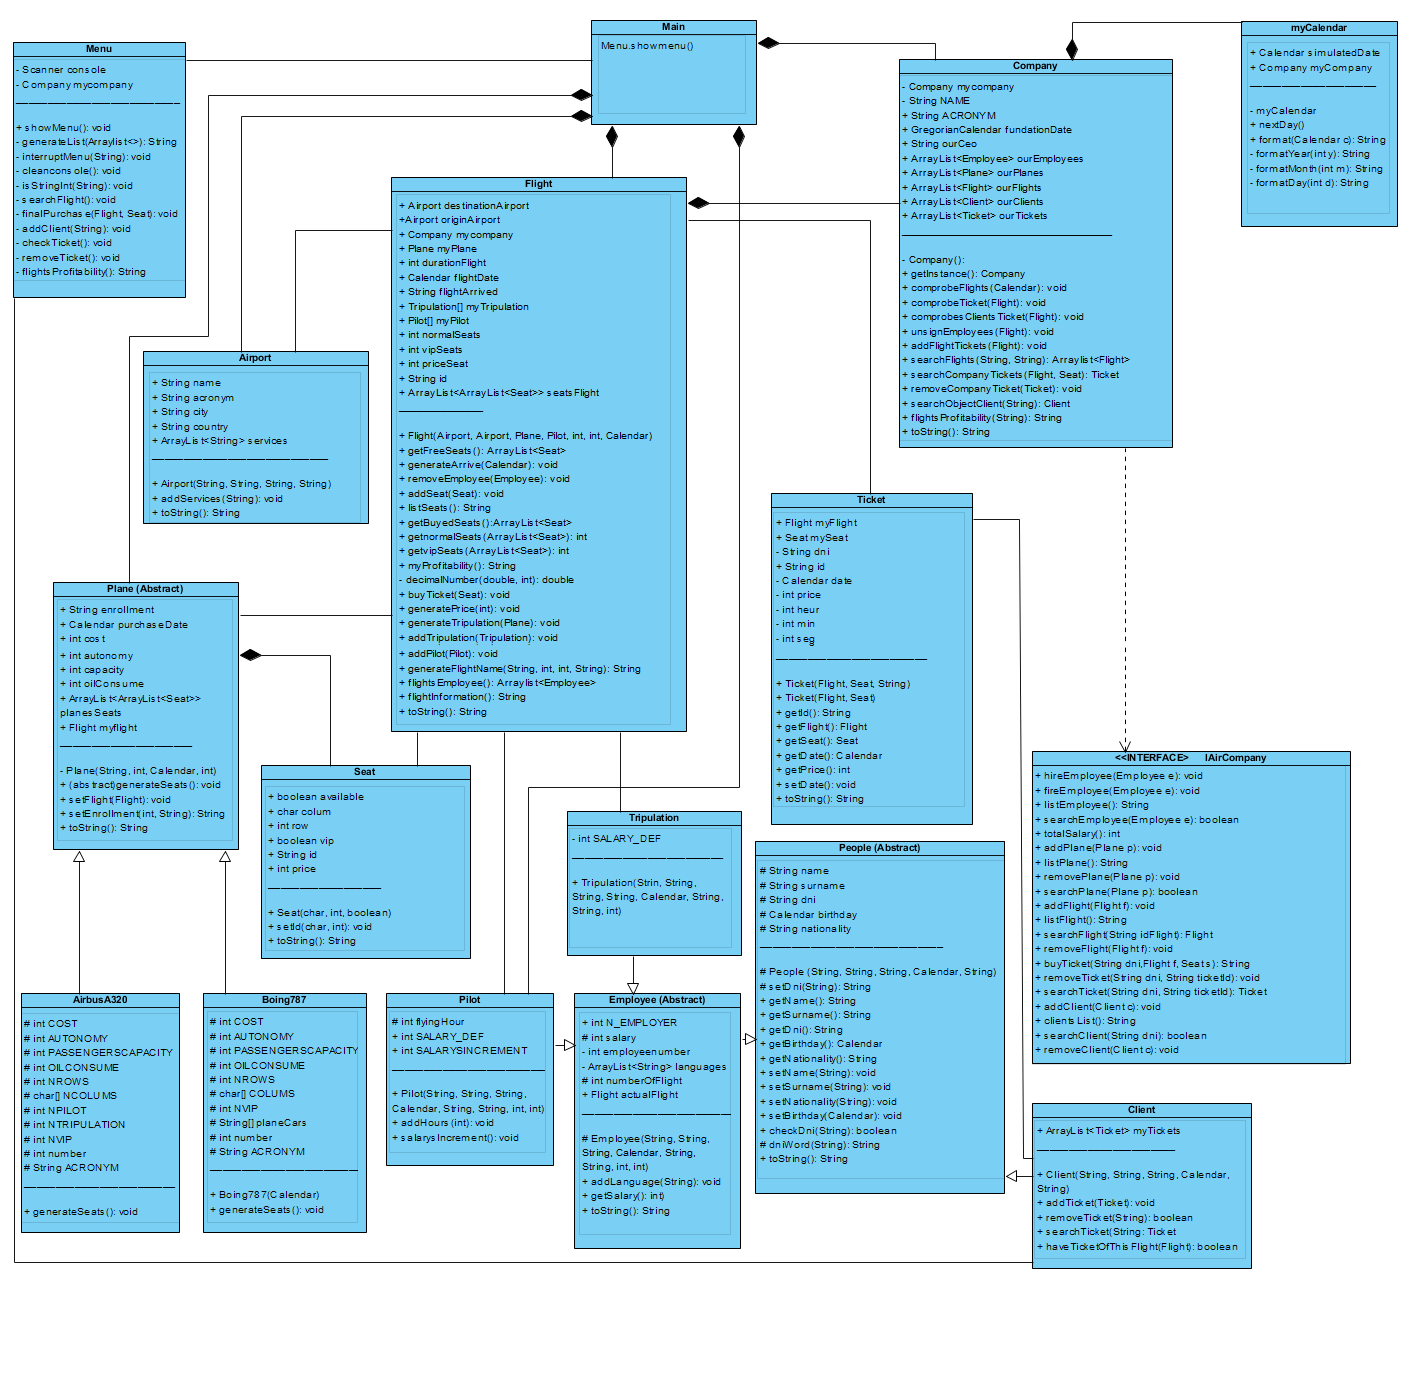 Main
Menu.showmenu()
myCalendar
+ Calendar simulatedDate
+ Company myCompany
- myCalendar
+ nextDay()
+ format(Calendar c): String
- formatYear(int y): String
- formatMonth(int m): String
- formatDay(int d): String
Menu
- Scanner console
- Company mycompany
+ showMenu(): void
- generateList(Arraylist<>): String
- interruptMenu(String): void
- cleanconsole(): void
- isStringInt(String): void
- searchFlight(): void
- finalPurchase(Flight, Seat): void
- addClient(String): void
- checkTicket(): void
- removeTicket(): void
- flightsProfitability(): String
Company
- Company mycompany
- String NAME
+ String ACRONYM
+ GregorianCalendar fundationDate
+ String ourCeo
+ ArrayList<Employee> ourEmployees
+ ArrayList<Plane> ourPlanes
+ ArrayList<Flight> ourFlights
+ ArrayList<Client> ourClients
+ ArrayList<Ticket> ourTickets
- Company():
+ getInstance(): Company
+ comprobeFlights(Calendar): void
+ comprobeTicket(Flight): void
+ comprobesClientsTicket(Flight): void
+ unsignEmployees(Flight): void
+ addFlightTickets(Flight): void
+ searchFlights(String, String): Arraylist<Flight>
+ searchCompanyTickets(Flight, Seat): Ticket
+ removeCompanyTicket(Ticket): void
+ searchObjectClient(String): Client
+ flightsProfitability(String): String
+ toString(): String
Flight
+ Airport destinationAirport
+Airport originAirport
+ Company mycompany
+ Plane myPlane
+ int durationFlight
+ Calendar flightDate
+ String flightArrived
+ Tripulation[] myTripulation
+ Pilot[] myPilot
+ int normalSeats
+ int vipSeats
+ int priceSeat
+ String id
+ ArrayList<ArrayList<Seat>> seatsFlight
+ Flight(Airport, Airport, Plane, Pilot, int, int, Calendar)
+ getFreeSeats(): ArrayList<Seat>
+ generateArrive(Calendar): void
+ removeEmployee(Employee): void
+ addSeat(Seat): void
+ listSeats(): String
+ getBuyedSeats():ArrayList<Seat>
+ getnormalSeats(ArrayList<Seat>): int
+ getvipSeats(ArrayList<Seat>): int
+ myProfitability(): String
- decimalNumber(double, int): double
+ buyTicket(Seat): void
+ generatePrice(int): void
+ generateTripulation(Plane): void
+ addTripulation(Tripulation): void
+ addPilot(Pilot): void
+ generateFlightName(String, int, int, String): String
+ flightsEmployee(): Arraylist<Employee>
+ flightInformation(): String
+ toString(): String
Airport
+ String name
+ String acronym
+ String city
+ String country
+ ArrayList<String> services
+ Airport(String, String, String, String)
+ addServices(String): void
+ toString(): String
Ticket
+ Flight myFlight
+ Seat mySeat
- String dni
+ String id
- Calendar date
- int price
- int heur
- int min
- int seg
+ Ticket(Flight, Seat, String)
+ Ticket(Flight, Seat)
+ getId(): String
+ getFlight(): Flight
+ getSeat(): Seat
+ getDate(): Calendar
+ getPrice(): int
+ setDate(): void
+ toString(): String
Plane (Abstract)
+ String enrollment
+ Calendar purchaseDate
+ int cost
+ int autonomy
+ int capacity
+ int oilConsume
+ ArrayList<ArrayList<Seat>>
planesSeats
+ Flight myflight
- Plane(String, int, Calendar, int)
+ (abstract)generateSeats(): void
+ setFlight(Flight): void
+ setEnrollment(int, String): String
+ toString(): String
Seat
+ boolean available
+ char colum
+ int row
+ boolean vip
+ String id
+ int price
+ Seat(char, int, boolean)
+ setId(char, int): void
+ toString(): String
Tripulation
- int SALARY_DEF
+ Tripulation(Strin, String,
String, String, Calendar, String,
String, int)
People (Abstract)
# String name
# String surname
# String dni
# Calendar birthday
# String nationality
# People (String, String, String, Calendar, String)
# setDni(String): String
+ getName(): String
+ getSurname(): String
+ getDni(): String
+ getBirthday(): Calendar
+ getNationality(): String
+ setName(String): void
+ setSurname(String): void
+ setNationality(String): void
+ setBirthday(Calendar): void
+ checkDni(String): boolean
# dniWord(String): String
+ toString(): String
<<INTERFACE> IAirCompany
+ hireEmployee(Employee e): void
+ fireEmployee(Employee e): void
+ listEmployee(): String
+ searchEmployee(Employee e): boolean
+ totalSalary(): int
+ addPlane(Plane p): void
+ listPlane(): String
+ removePlane(Plane p): void
+ searchPlane(Plane p): boolean
+ addFlight(Flight f): void
+ listFlight(): String
+ searchFlight(String idFlight): Flight
+ removeFlight(Flight f): void
+ buyTicket(String dni,Flight f, Seat s): String
+ removeTicket(String dni, String ticketId): void
+ searchTicket(String dni, String ticketId): Ticket
+ addClient(Client c): void
+ clientsList(): String
+ searchClient(String dni): boolean
+ removeClient(Client c): void
AirbusA320
# int COST
# int AUTONOMY
# int PASSENGERSCAPACITY
# int OILCONSUME
# int NROWS
# char[] NCOLUMS
# int NPILOT
# int NTRIPULATION
# int NVIP
# int number
# String ACRONYM
+ generateSeats(): void
Boing787
# int COST
# int AUTONOMY
# int PASSENGERSCAPACITY
# int OILCONSUME
# int NROWS
# char[] COLUMS
# int NVIP
# String[] planeCars
# int number
# String ACRONYM
+ Boing787(Calendar)
+ generateSeats(): void
Pilot
# int flyingHour
+ int SALARY_DEF
+ int SALARYSINCREMENT
+ Pilot(String, String, String,
Calendar, String, String, int, int)
+ addHours(int): void
+ salarysIncrement(): void
Employee (Abstract)
+ int N_EMPLOYER
# int salary
- int employeenumber
- ArrayList<String> languages
# int numberOfFlight
+ Flight actualFlight
# Employee(String, String,
String, Calendar, String,
String, int, int)
+ addLanguage(String): void
+ getSalary(): int)
+ toString(): String
Client
+ ArrayList<Ticket> myTickets
+ Client(String, String, String, Calendar,
String)
+ addTicket(Ticket): void
+ removeTicket(String): boolean
+ searchTicket(String: Ticket
+ haveTicketOfThisFlight(Flight): boolean